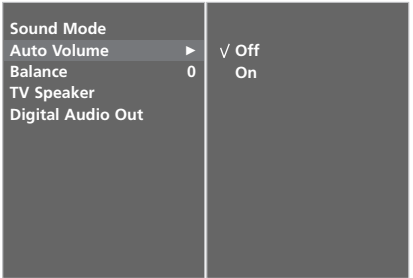 Sound Mode
Auto Volume ►
Balance 0
TV Speaker
Digital Audio Out
√ Off
On